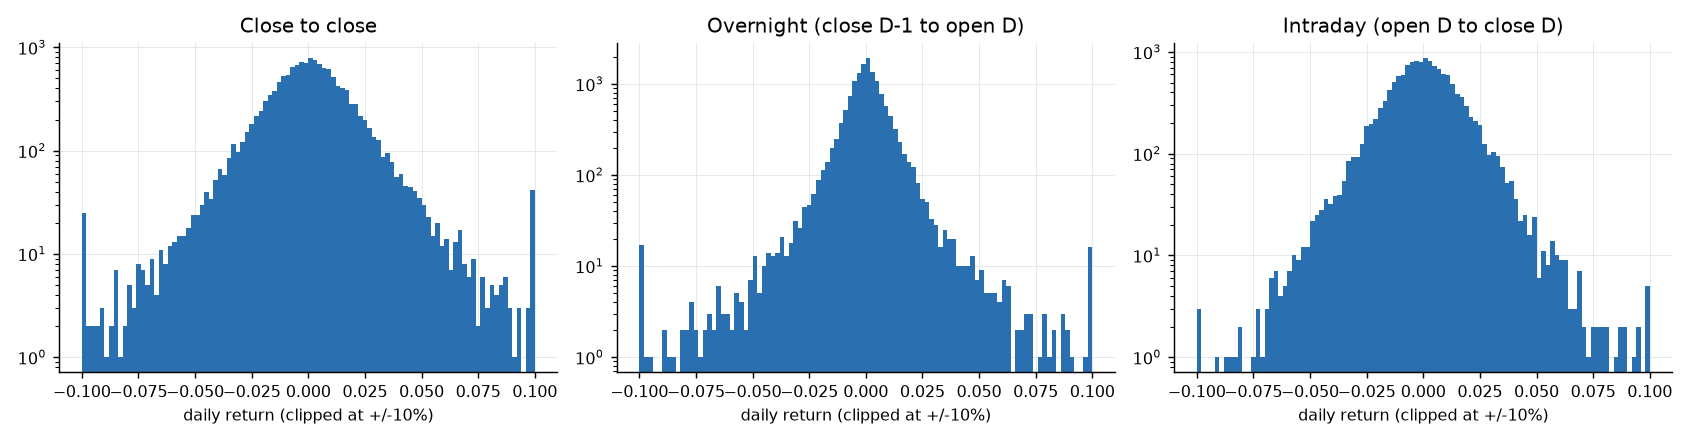 Close to close
10³
10²
10¹
10⁰
−0.100 −0.075 −0.050 −0.025 0.000 0.025 0.050 0.075 0.100
daily return (clipped at +/-10%)
Overnight (close D-1 to open D)
10³
10²
10¹
10⁰
−0.100 −0.075 −0.050 −0.025 0.000 0.025 0.050 0.075 0.100
daily return (clipped at +/-10%)
Intraday (open D to close D)
10³
10²
10¹
10⁰
−0.100 −0.075 −0.050 −0.025 0.000 0.025 0.050 0.075 0.100
daily return (clipped at +/-10%)